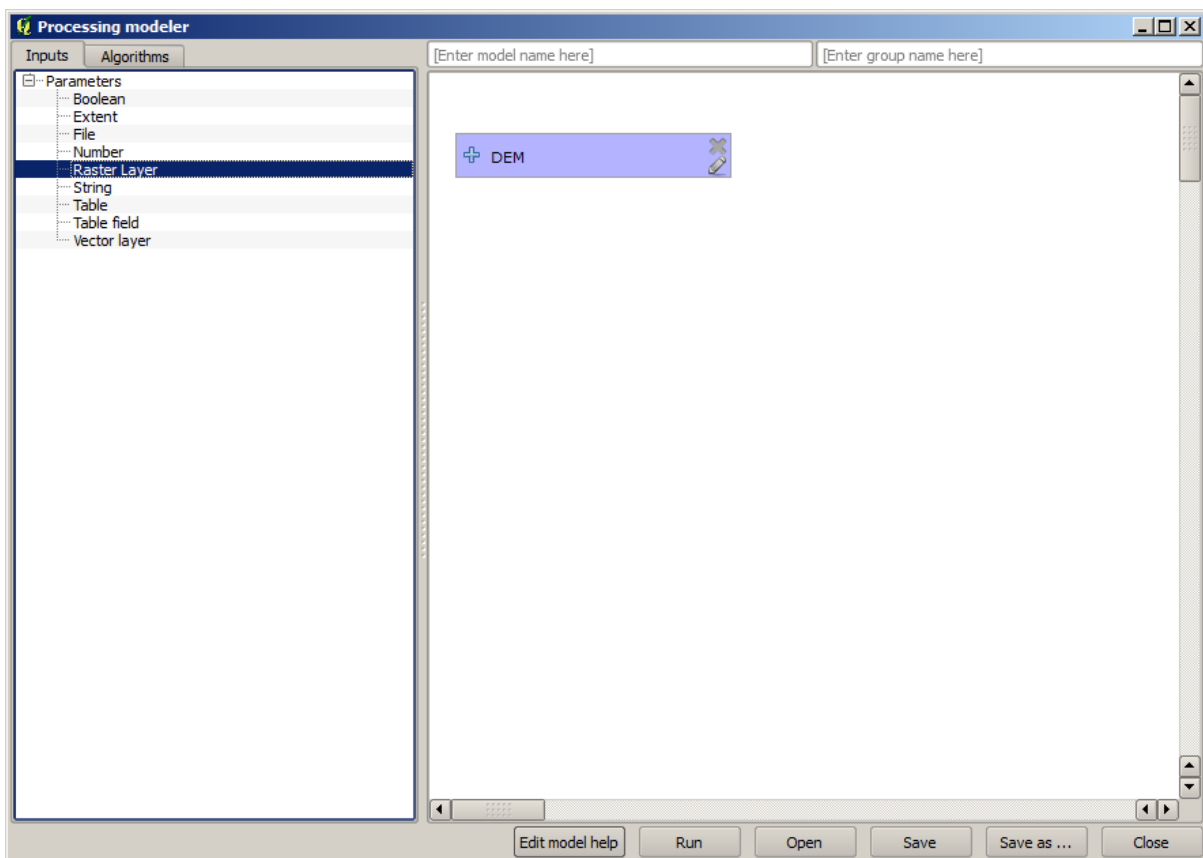 Processing modeler
Inputs
Algorithms
[Enter model name here]
[Enter group name here]
Parameters
Boolean
Extent
File
Number
Raster Layer
String
Table
Table field
Vector layer
DEM
Edit model help
Run
Open
Save
Save as ...
Close